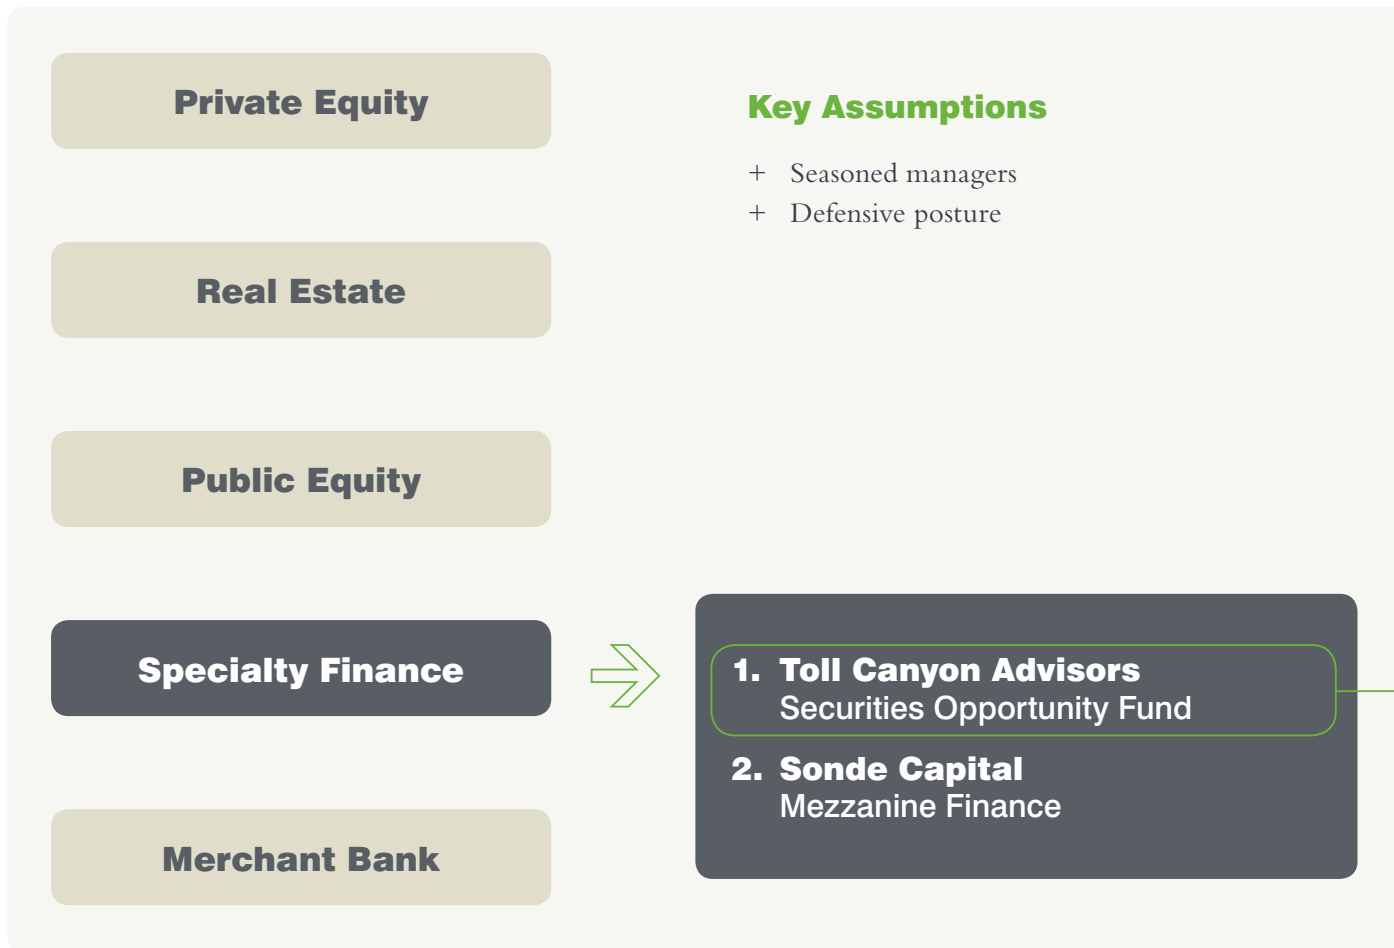 Private Equity
Real Estate
Public Equity
Specialty Finance
Merchant Bank
Key Assumptions
+ Seasoned managers
+ Defensive posture
1. Toll Canyon Advisors
Securities Opportunity Fund
2. Sonde Capital
Mezzanine Finance